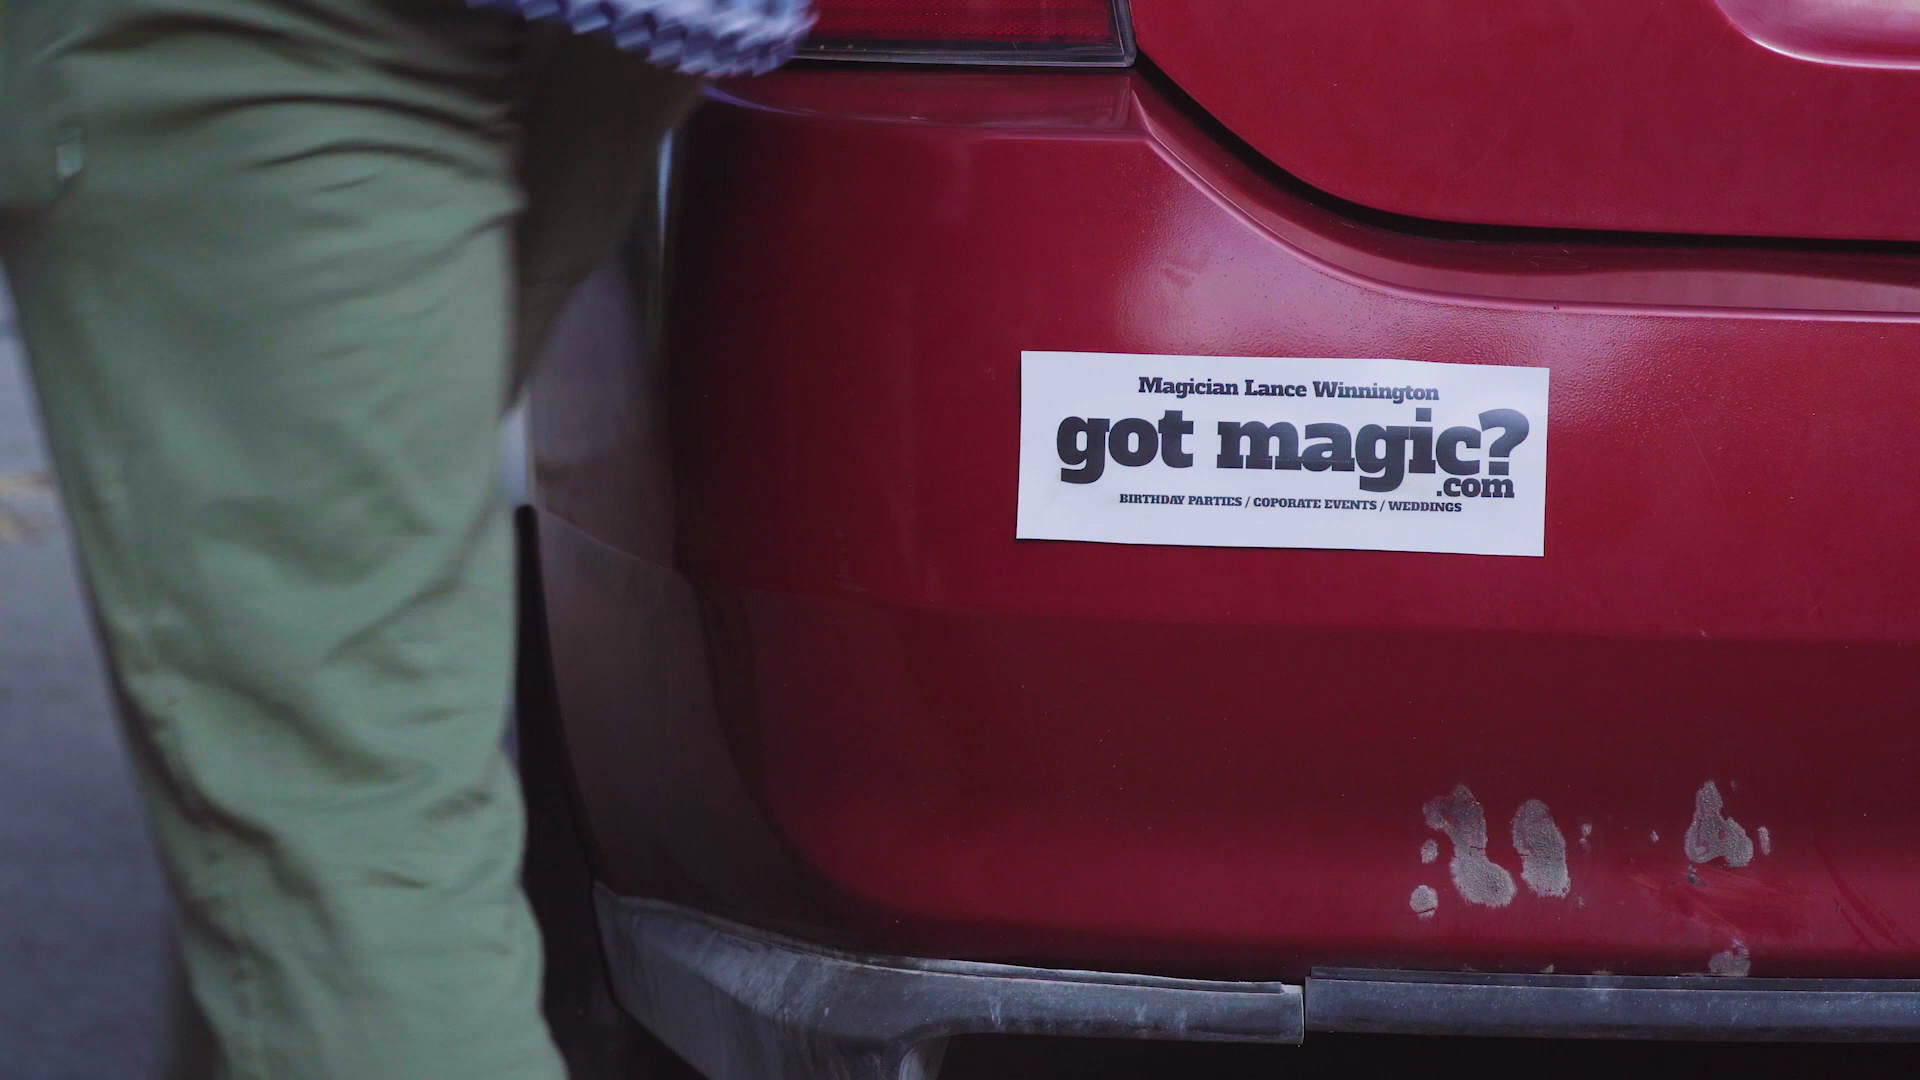 Magician Lance Winnington
got magic?
.com
BIRTHDAY PARTIES / COPORATE EVENTS / WEDDINGS